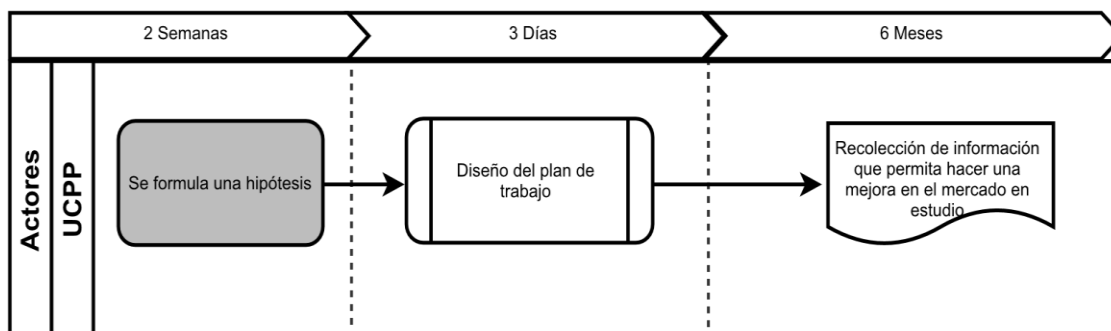 2 Semanas
3 Días
6 Meses
Actores
UCPP
Se formula una hipótesis
Diseño del plan de
trabajo
Recolección de información
que permita hacer una
mejora en el mercado en
estudio